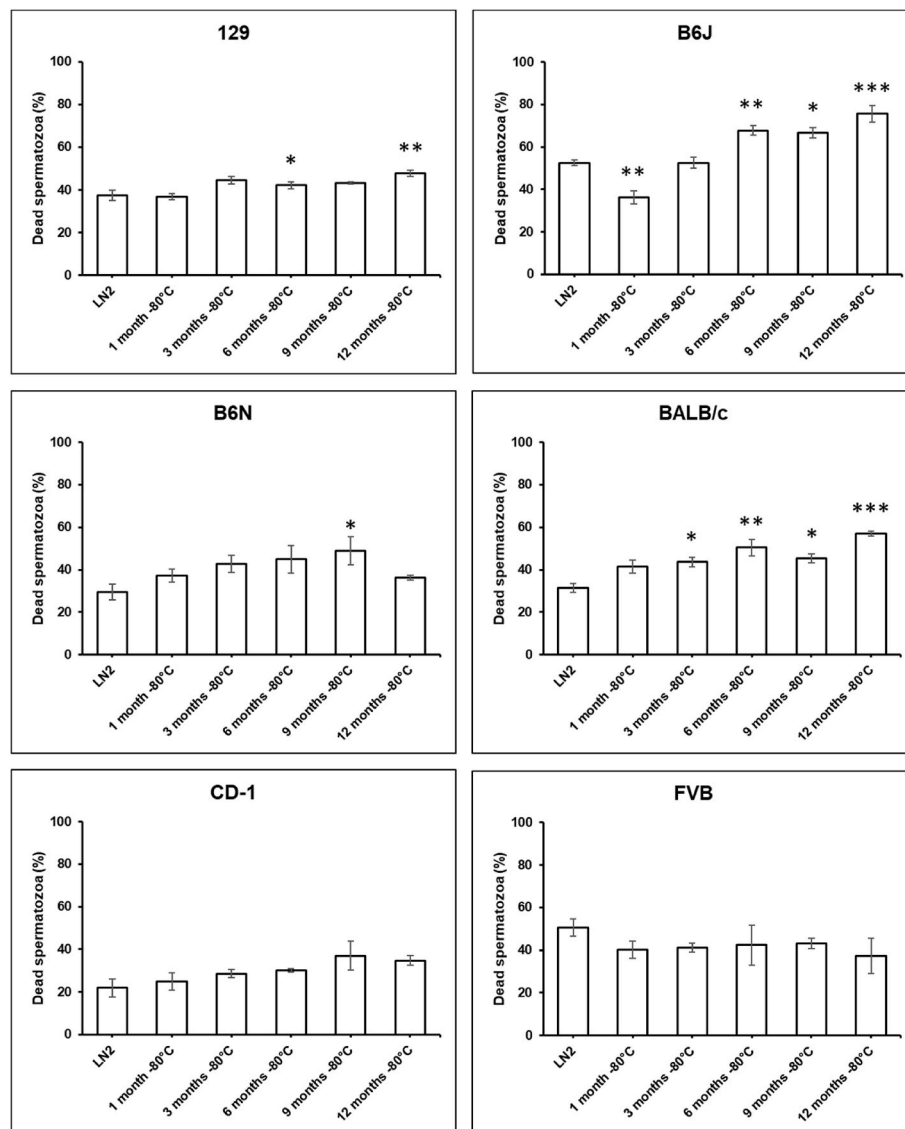 129
Dead spermatozoa (%)
100
80
60
40
20
0
*
**
LN2
1 month -80°C
3 months -80°C
6 months -80°C
9 months -80°C
12 months -80°C
B6J
Dead spermatozoa (%)
100
80
60
40
20
0
**
**
*
***
LN2
1 month -80°C
3 months -80°C
6 months -80°C
9 months -80°C
12 months -80°C
B6N
Dead spermatozoa (%)
100
80
60
40
20
0
*
LN2
1 month -80°C
3 months -80°C
6 months -80°C
9 months -80°C
12 months -80°C
BALB/c
Dead spermatozoa (%)
100
80
60
40
20
0
*
**
*
***
LN2
1 month -80°C
3 months -80°C
6 months -80°C
9 months -80°C
12 months -80°C
CD-1
Dead spermatozoa (%)
100
80
60
40
20
0
LN2
1 month -80°C
3 months -80°C
6 months -80°C
9 months -80°C
12 months -80°C
FVB
Dead spermatozoa (%)
100
80
60
40
20
0
LN2
1 month -80°C
3 months -80°C
6 months -80°C
9 months -80°C
12 months -80°C